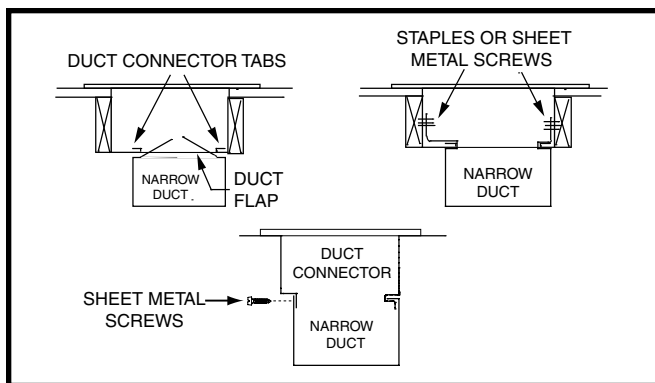 DUCT CONNECTOR TABS
NARROW
DUCT
DUCT
FLAP
STAPLES OR SHEET
METAL SCREWS
NARROW
DUCT
DUCT
CONNECTOR
SHEET METAL
SCREWS
NARROW
DUCT